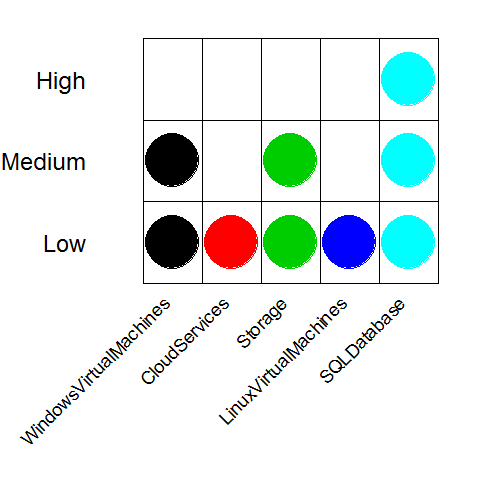 High
Medium
Low
WindowsVirtualMachines
CloudServices
Storage
LinuxVirtualMachines
SQLDatabase